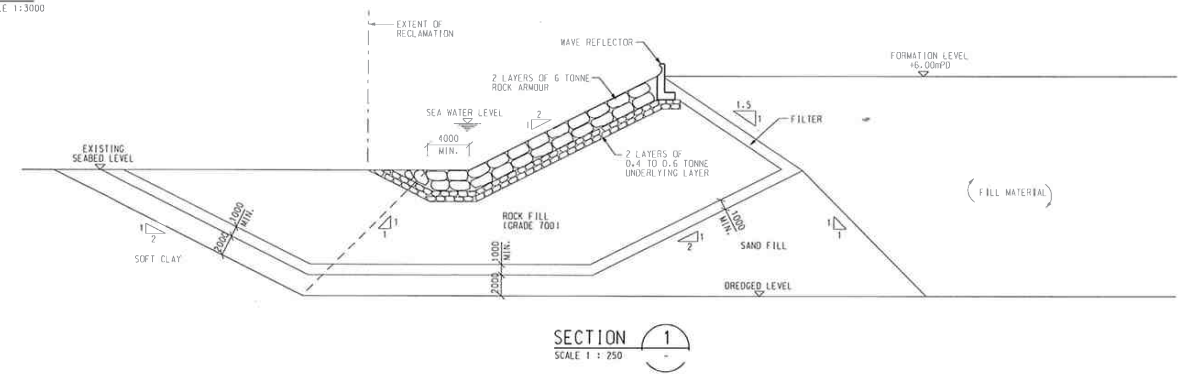 LE 1:3000
EXTENT OF
RECLAMATION
WAVE REFLECTOR
FORMATION LEVEL
+6.00mPD
2 LAYERS OF 6 TONNE
ROCK ARMOUR
SEA WATER LEVEL
2
1
1.5
1
FILTER
4000
MIN.
EXISTING
SEABED LEVEL
2 LAYERS OF
0.4 TO 0.6 TONNE
UNDERLYING LAYER
( FILL MATERIAL )
ROCK FILL
(GRADE 700)
1
1
1
2
1000
MIN.
2000
1000
MIN.
1
2
1
1
SAND FILL
SOFT CLAY
1000
MIN.
2000
DREDGED LEVEL
SECTION 1
SCALE 1 : 250 -